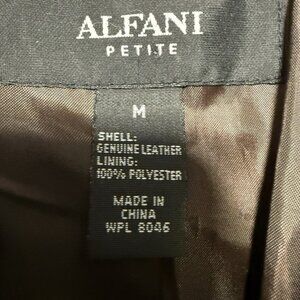 ALFANI
PETITE
M
SHELL:
GENUINE LEATHER
LINING:
100% POLYESTER
MADE IN
CHINA
WPL 8046